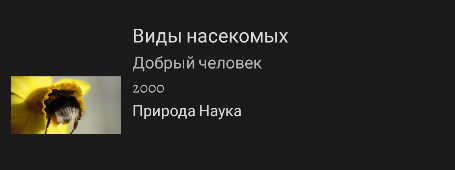 Виды насекомых
Добрый человек
2000
Природа Наука